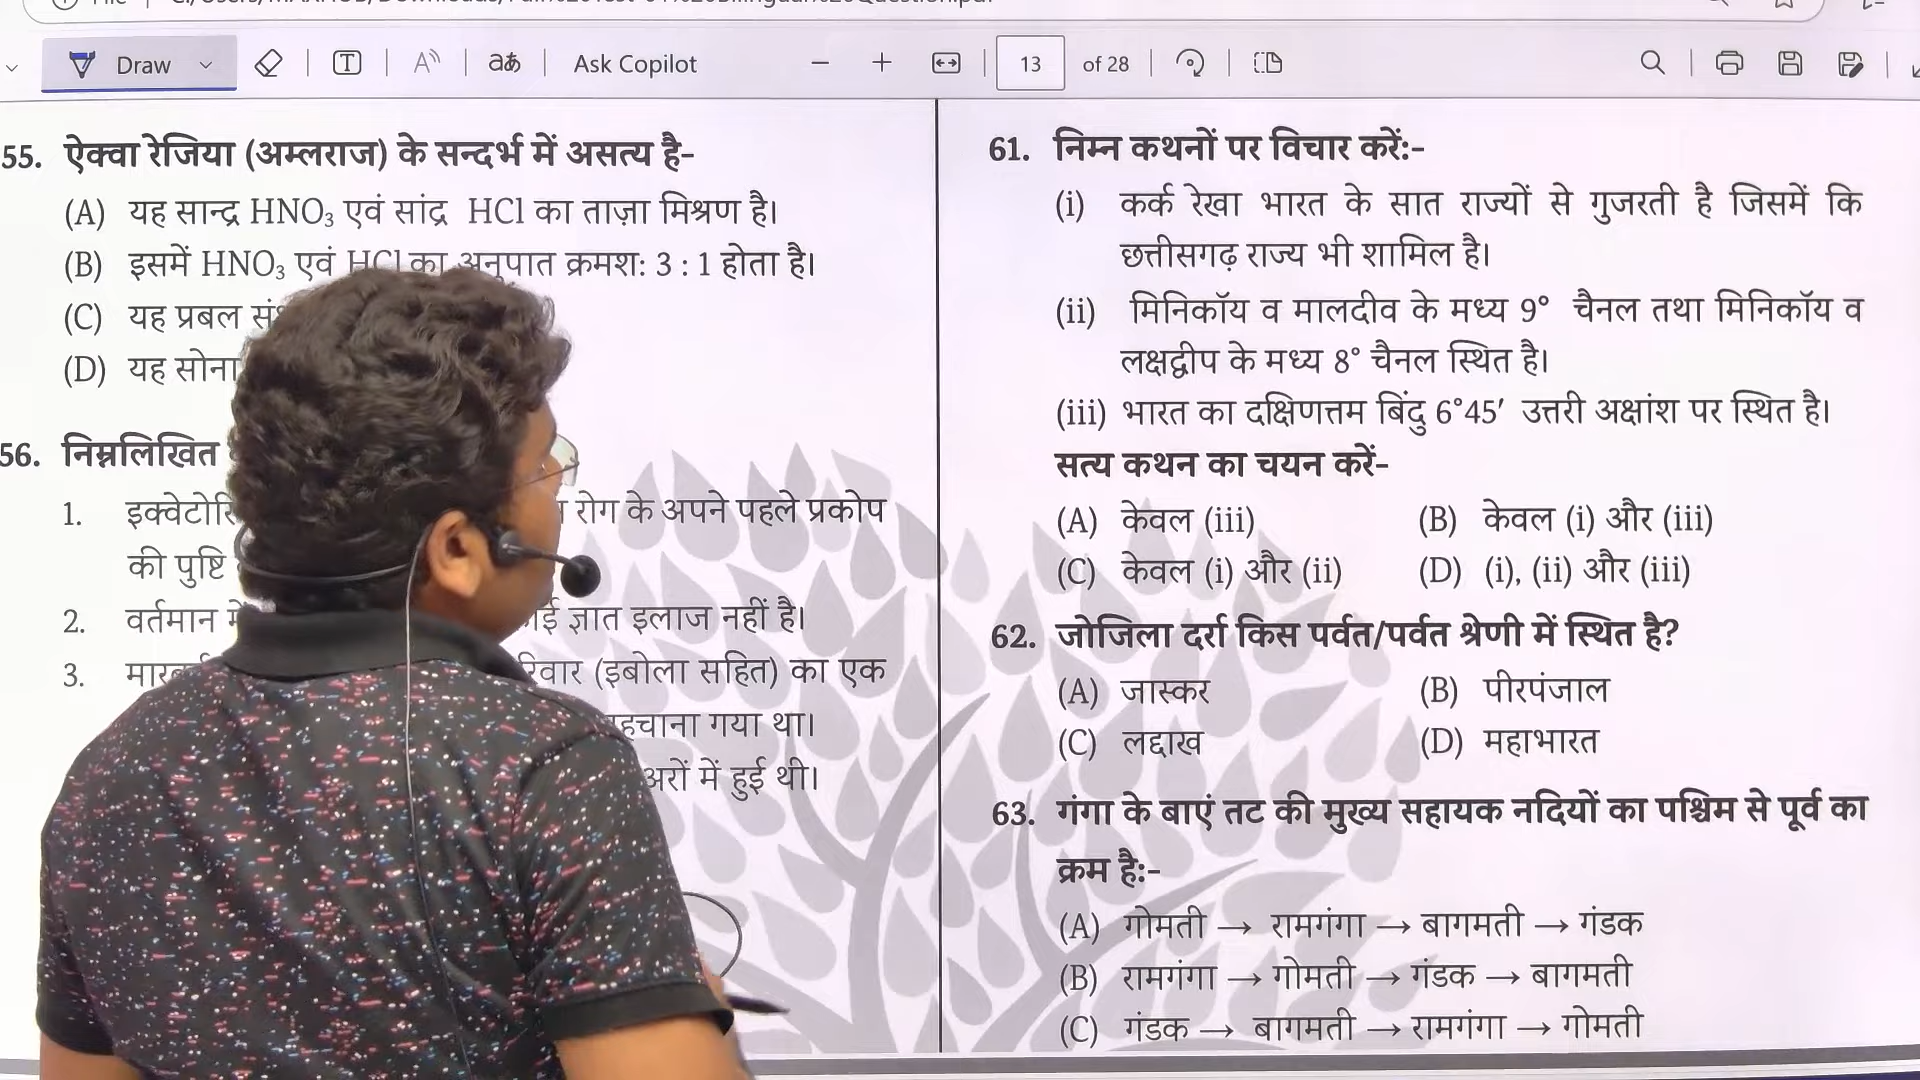 Draw
aあ
Ask Copilot
13 of 28
55. ऐक्वा रेजिया (अम्लराज) के सन्दर्भ में असत्य है-
(A) यह सान्द्र HNO₃ एवं सांद्र HCl का ताज़ा मिश्रण है।
(B) इसमें HNO₃ एवं HCl का अनुपात क्रमश: 3 : 1 होता है।
(C) यह प्रबल
(D) यह सोना
56. निम्नलिखित
1. रोग के अपने पहले प्रकोप
की पुष्टि
2. वर्तमान ज्ञात इलाज नहीं है।
3. (इबोला सहित) का एक
गया था।
में हुई थी।
61. निम्न कथनों पर विचार करें:-
(i) कर्क रेखा भारत के सात राज्यों से गुजरती है जिसमें कि
छत्तीसगढ़ राज्य भी शामिल है।
(ii) मिनिकॉय व मालदीव के मध्य 9° चैनल तथा मिनिकॉय व
लक्षद्वीप के मध्य 8° चैनल स्थित है।
(iii) भारत का दक्षिणत्तम बिंदु 6°45′ उत्तरी अक्षांश पर स्थित है।
सत्य कथन का चयन करें-
(A) केवल (iii) (B) केवल (i) और (iii)
(C) केवल (i) और (ii) (D) (i), (ii) और (iii)
62. जोजिला दर्रा किस पर्वत/पर्वत श्रेणी में स्थित है?
(A) जास्कर (B) पीरपंजाल
(C) लद्दाख (D) महाभारत
63. गंगा के बाएं तट की मुख्य सहायक नदियों का पश्चिम से पूर्व का
क्रम है:-
(A) गोमती → रामगंगा → बागमती → गंडक
(B) रामगंगा → गोमती → गंडक → बागमती
(C) गंडक → बागमती → रामगंगा → गोमती